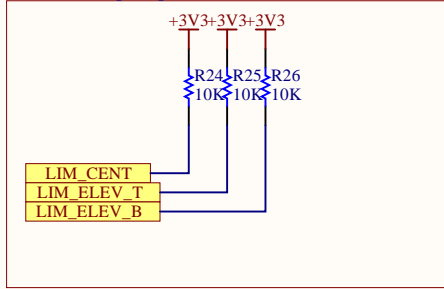 +3V3+3V3+3V3
R24 R25 R26
10K 10K 10K
LIM_CENT
LIM_ELEV_T
LIM_ELEV_B